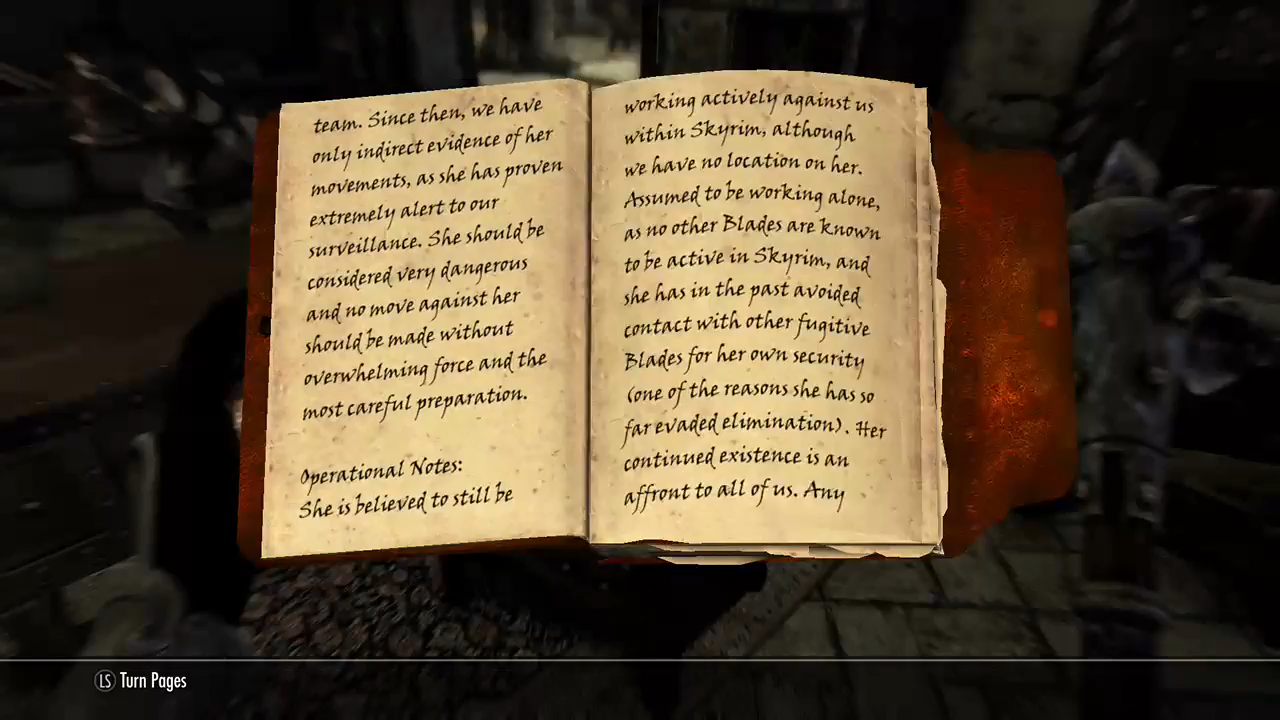 team. Since then, we have
only indirect evidence of her
movements, as she has proven
extremely alert to our
surveillance. She should be
considered very dangerous
and no move against her
should be made without
overwhelming force and the
most careful preparation.
Operational Notes:
She is believed to still be
working actively against us
within Skyrim, although
we have no location on her.
Assumed to be working alone,
as no other Blades are known
to be active in Skyrim, and
she has in the past avoided
contact with other fugitive
Blades for her own security
(one of the reasons she has so
far evaded elimination). Her
continued existence is an
affront to all of us. Any
LS Turn Pages